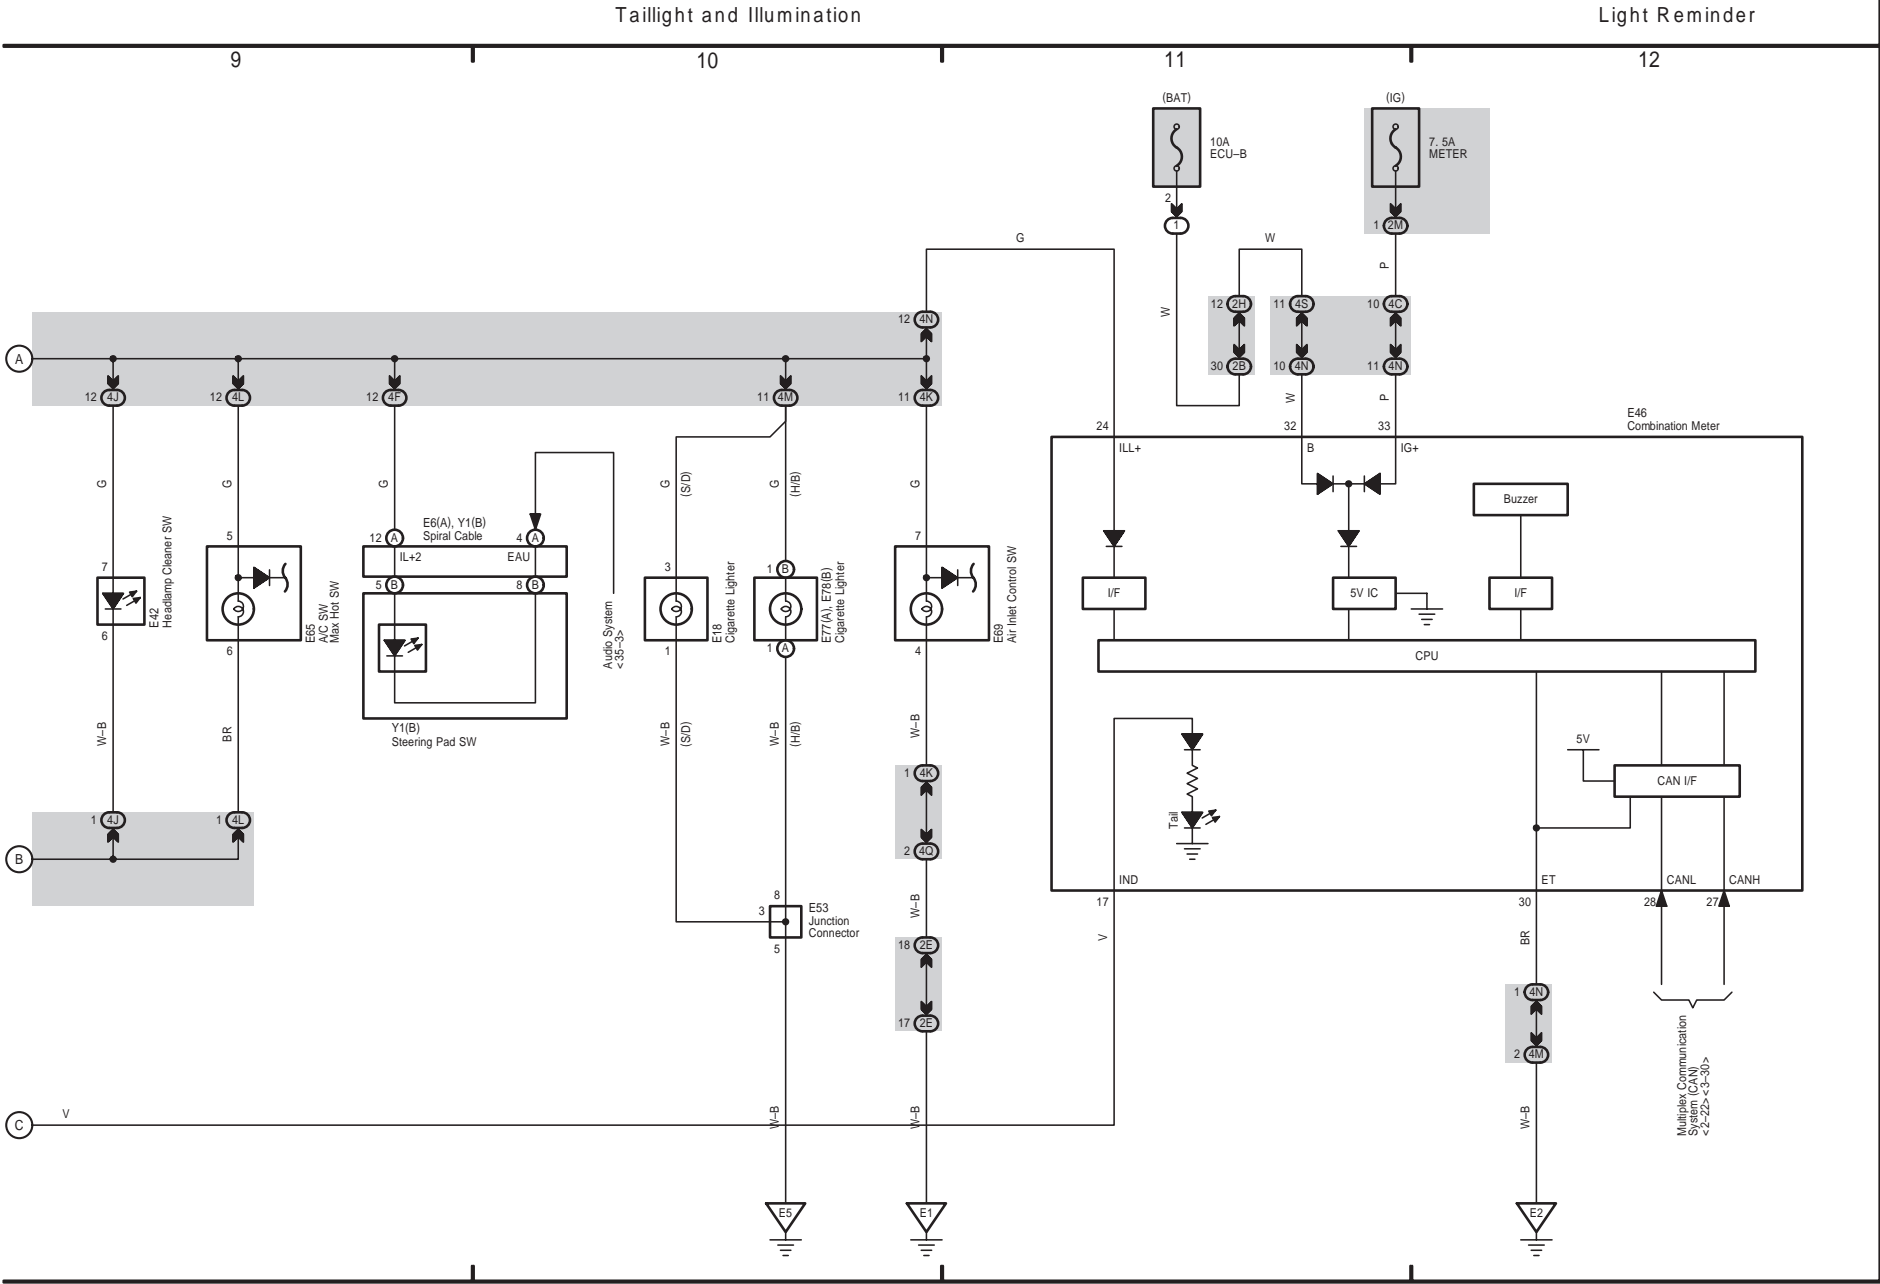 Taillight and Illumination
Light Reminder
9
10
11
12
(BAT)
(IG)
10A
ECU–B
7. 5A
METER
2
1
1 2M
G
W
P
W
12 2H
11 4S
10 4C
30 2B
10 4N
11 4N
W
P
12 4N
A
12 4J
12 4L
12 4F
11 4M
11 4K
E46
Combination Meter
24
32
33
ILL+
B
IG+
G
G
G
G
(S/D)
G
(H/B)
G
Buzzer
E6(A), Y1(B)
Spiral Cable
12 A
4 A
IL+2
EAU
5 B
8 B
7
6
E42
Headlamp Cleaner SW
5
6
E65
A/C SW
Max Hot SW
Audio System
<35–3>
3
1
E18
Cigarette Lighter
1 B
1 A
E77(A), E78(B)
Cigarette Lighter
7
4
E69
Air Inlet Control SW
I/F
5V IC
I/F
CPU
Y1(B)
Steering Pad SW
W–B
BR
W–B
(S/D)
W–B
(H/B)
W–B
5V
CAN I/F
Tail
1 4K
2 4Q
1 4J
1 4L
B
IND
ET
CANL
CANH
17
30
28
27
8
3
5
E53
Junction
Connector
W–B
18 2E
17 2E
V
BR
1 4N
2 4M
Multiplex Communication
System (CAN)
<2–22><3–30>
C
V
W–B
W–B
W–B
E5
E1
E2